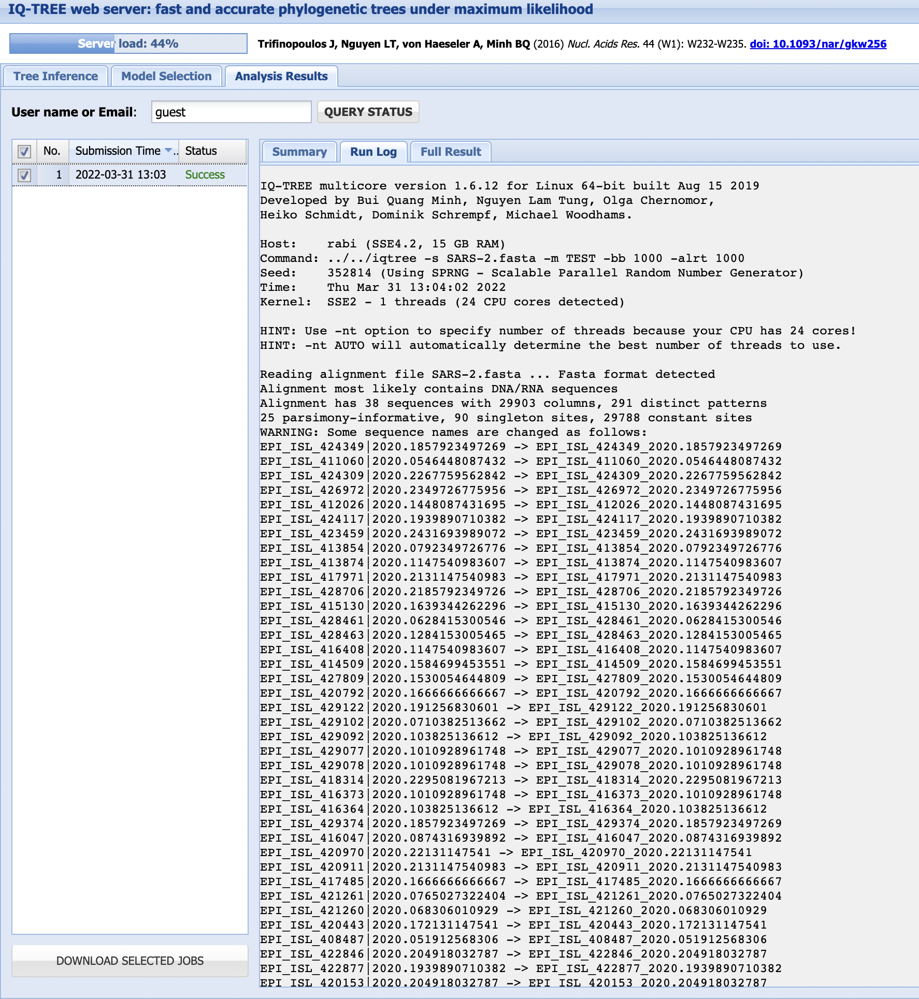 IQ-TREE web server: fast and accurate phylogenetic trees under maximum likelihood
Server load: 44%
Trifinopoulos J, Nguyen LT, von Haeseler A, Minh BQ (2016) Nucl. Acids Res. 44 (W1): W232-W235. doi: 10.1093/nar/gkw256
Tree Inference
Model Selection
Analysis Results
User name or Email:
guest
QUERY STATUS
No.
Submission Time
..
Status
1
2022-03-31 13:03
Success
DOWNLOAD SELECTED JOBS
Summary
Run Log
Full Result
IQ-TREE multicore version 1.6.12 for Linux 64-bit built Aug 15 2019
Developed by Bui Quang Minh, Nguyen Lam Tung, Olga Chernomor,
Heiko Schmidt, Dominik Schrempf, Michael Woodhams.
Host:    rabi (SSE4.2, 15 GB RAM)
Command: ../../iqtree -s SARS-2.fasta -m TEST -bb 1000 -alrt 1000
Seed:    352814 (Using SPRNG - Scalable Parallel Random Number Generator)
Time:    Thu Mar 31 13:04:02 2022
Kernel:  SSE2 - 1 threads (24 CPU cores detected)
HINT: Use -nt option to specify number of threads because your CPU has 24 cores!
HINT: -nt AUTO will automatically determine the best number of threads to use.
Reading alignment file SARS-2.fasta ... Fasta format detected
Alignment most likely contains DNA/RNA sequences
Alignment has 38 sequences with 29903 columns, 291 distinct patterns
25 parsimony-informative, 90 singleton sites, 29788 constant sites
WARNING: Some sequence names are changed as follows:
EPI_ISL_424349|2020.1857923497269 -> EPI_ISL_424349_2020.1857923497269
EPI_ISL_411060|2020.0546448087432 -> EPI_ISL_411060_2020.0546448087432
EPI_ISL_424309|2020.2267759562842 -> EPI_ISL_424309_2020.2267759562842
EPI_ISL_426972|2020.2349726775956 -> EPI_ISL_426972_2020.2349726775956
EPI_ISL_412026|2020.1448087431695 -> EPI_ISL_412026_2020.1448087431695
EPI_ISL_424117|2020.1939890710382 -> EPI_ISL_424117_2020.1939890710382
EPI_ISL_423459|2020.2431693989072 -> EPI_ISL_423459_2020.2431693989072
EPI_ISL_413854|2020.0792349726776 -> EPI_ISL_413854_2020.0792349726776
EPI_ISL_413874|2020.1147540983607 -> EPI_ISL_413874_2020.1147540983607
EPI_ISL_417971|2020.2131147540983 -> EPI_ISL_417971_2020.2131147540983
EPI_ISL_428706|2020.2185792349726 -> EPI_ISL_428706_2020.2185792349726
EPI_ISL_415130|2020.1639344262296 -> EPI_ISL_415130_2020.1639344262296
EPI_ISL_428461|2020.0628415300546 -> EPI_ISL_428461_2020.0628415300546
EPI_ISL_428463|2020.1284153005465 -> EPI_ISL_428463_2020.1284153005465
EPI_ISL_416408|2020.1147540983607 -> EPI_ISL_416408_2020.1147540983607
EPI_ISL_414509|2020.1584699453551 -> EPI_ISL_414509_2020.1584699453551
EPI_ISL_427809|2020.1530054644809 -> EPI_ISL_427809_2020.1530054644809
EPI_ISL_420792|2020.1666666666667 -> EPI_ISL_420792_2020.1666666666667
EPI_ISL_429122|2020.191256830601 -> EPI_ISL_429122_2020.191256830601
EPI_ISL_429102|2020.0710382513662 -> EPI_ISL_429102_2020.0710382513662
EPI_ISL_429092|2020.103825136612 -> EPI_ISL_429092_2020.103825136612
EPI_ISL_429077|2020.1010928961748 -> EPI_ISL_429077_2020.1010928961748
EPI_ISL_429078|2020.1010928961748 -> EPI_ISL_429078_2020.1010928961748
EPI_ISL_418314|2020.2295081967213 -> EPI_ISL_418314_2020.2295081967213
EPI_ISL_416373|2020.1010928961748 -> EPI_ISL_416373_2020.1010928961748
EPI_ISL_416364|2020.103825136612 -> EPI_ISL_416364_2020.103825136612
EPI_ISL_429374|2020.1857923497269 -> EPI_ISL_429374_2020.1857923497269
EPI_ISL_416047|2020.0874316939892 -> EPI_ISL_416047_2020.0874316939892
EPI_ISL_420970|2020.22131147541 -> EPI_ISL_420970_2020.22131147541
EPI_ISL_420911|2020.2131147540983 -> EPI_ISL_420911_2020.2131147540983
EPI_ISL_417485|2020.1666666666667 -> EPI_ISL_417485_2020.1666666666667
EPI_ISL_421261|2020.0765027322404 -> EPI_ISL_421261_2020.0765027322404
EPI_ISL_421260|2020.068306010929 -> EPI_ISL_421260_2020.068306010929
EPI_ISL_420443|2020.172131147541 -> EPI_ISL_420443_2020.172131147541
EPI_ISL_408487|2020.051912568306 -> EPI_ISL_408487_2020.051912568306
EPI_ISL_422846|2020.204918032787 -> EPI_ISL_422846_2020.204918032787
EPI_ISL_422877|2020.1939890710382 -> EPI_ISL_422877_2020.1939890710382
EPI_ISL_420153|2020.204918032787 -> EPI_ISL_420153_2020.204918032787